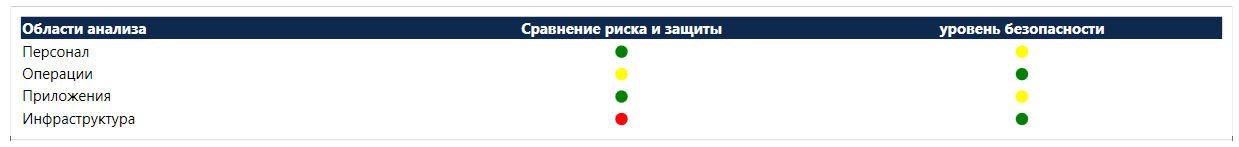 Области анализа Сравнение риска и защиты уровень безопасности
Персонал
Операции
Приложения
Инфраструктура